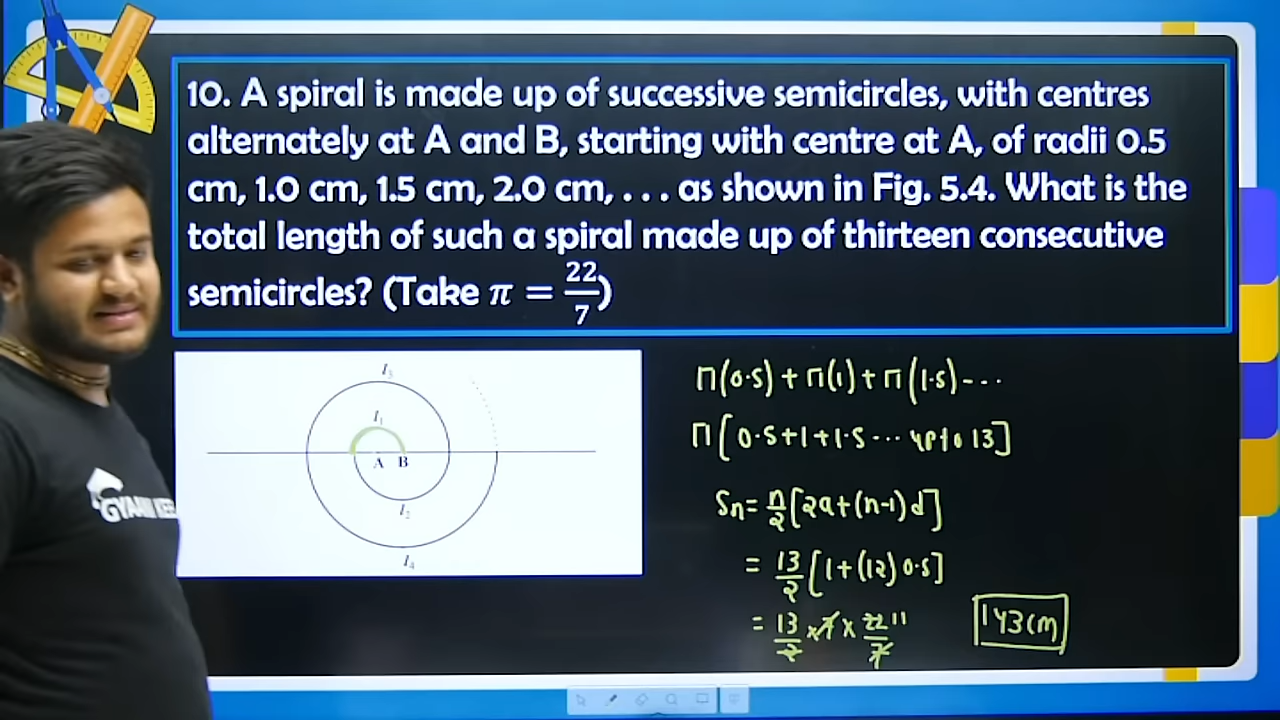 10. A spiral is made up of successive semicircles, with centres
alternately at A and B, starting with centre at A, of radii 0.5
cm, 1.0 cm, 1.5 cm, 2.0 cm, . . . as shown in Fig. 5.4. What is the
total length of such a spiral made up of thirteen consecutive
semicircles? (Take π = 22/7)
l₃
l₁
A B
l₂
l₄
π(0.5) + π(1) + π(1.5) - - - -
π[0.5+1+1.5 ... upto 13]
Sn = n/2 [2a+(n-1)d]
= 13/2 [1+(12)0.5]
= 13/2 × 7 × 22/7 11
143cm
GYAAN